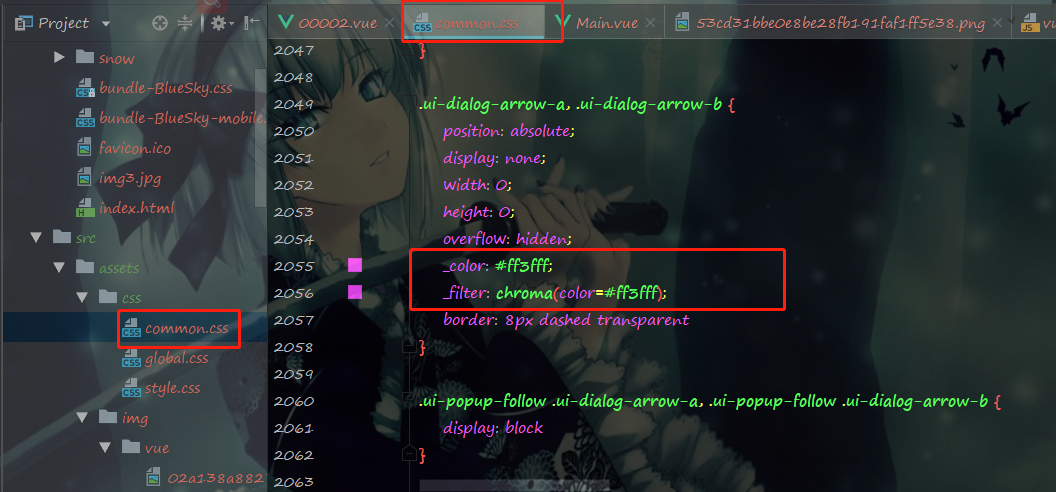 Project
00002.vue
common.css
Main.vue
53cd31bbe0e8be28fb191faf1ff5e38.png
snow
bundle-BlueSky.css
bundle-BlueSky-mobile.
favicon.ico
img3.jpg
index.html
src
assets
css
common.css
global.css
style.css
img
vue
02a138a882
2047 }
2048
2049 .ui-dialog-arrow-a, .ui-dialog-arrow-b {
2050 position: absolute;
2051 display: none;
2052 width: 0;
2053 height: 0;
2054 overflow: hidden;
2055 _color: #ff3fff;
2056 _filter: chroma(color=#ff3fff);
2057 border: 8px dashed transparent
2058 }
2059
2060 .ui-popup-follow .ui-dialog-arrow-a, .ui-popup-follow .ui-dialog-arrow-b {
2061 display: block
2062 }
2063